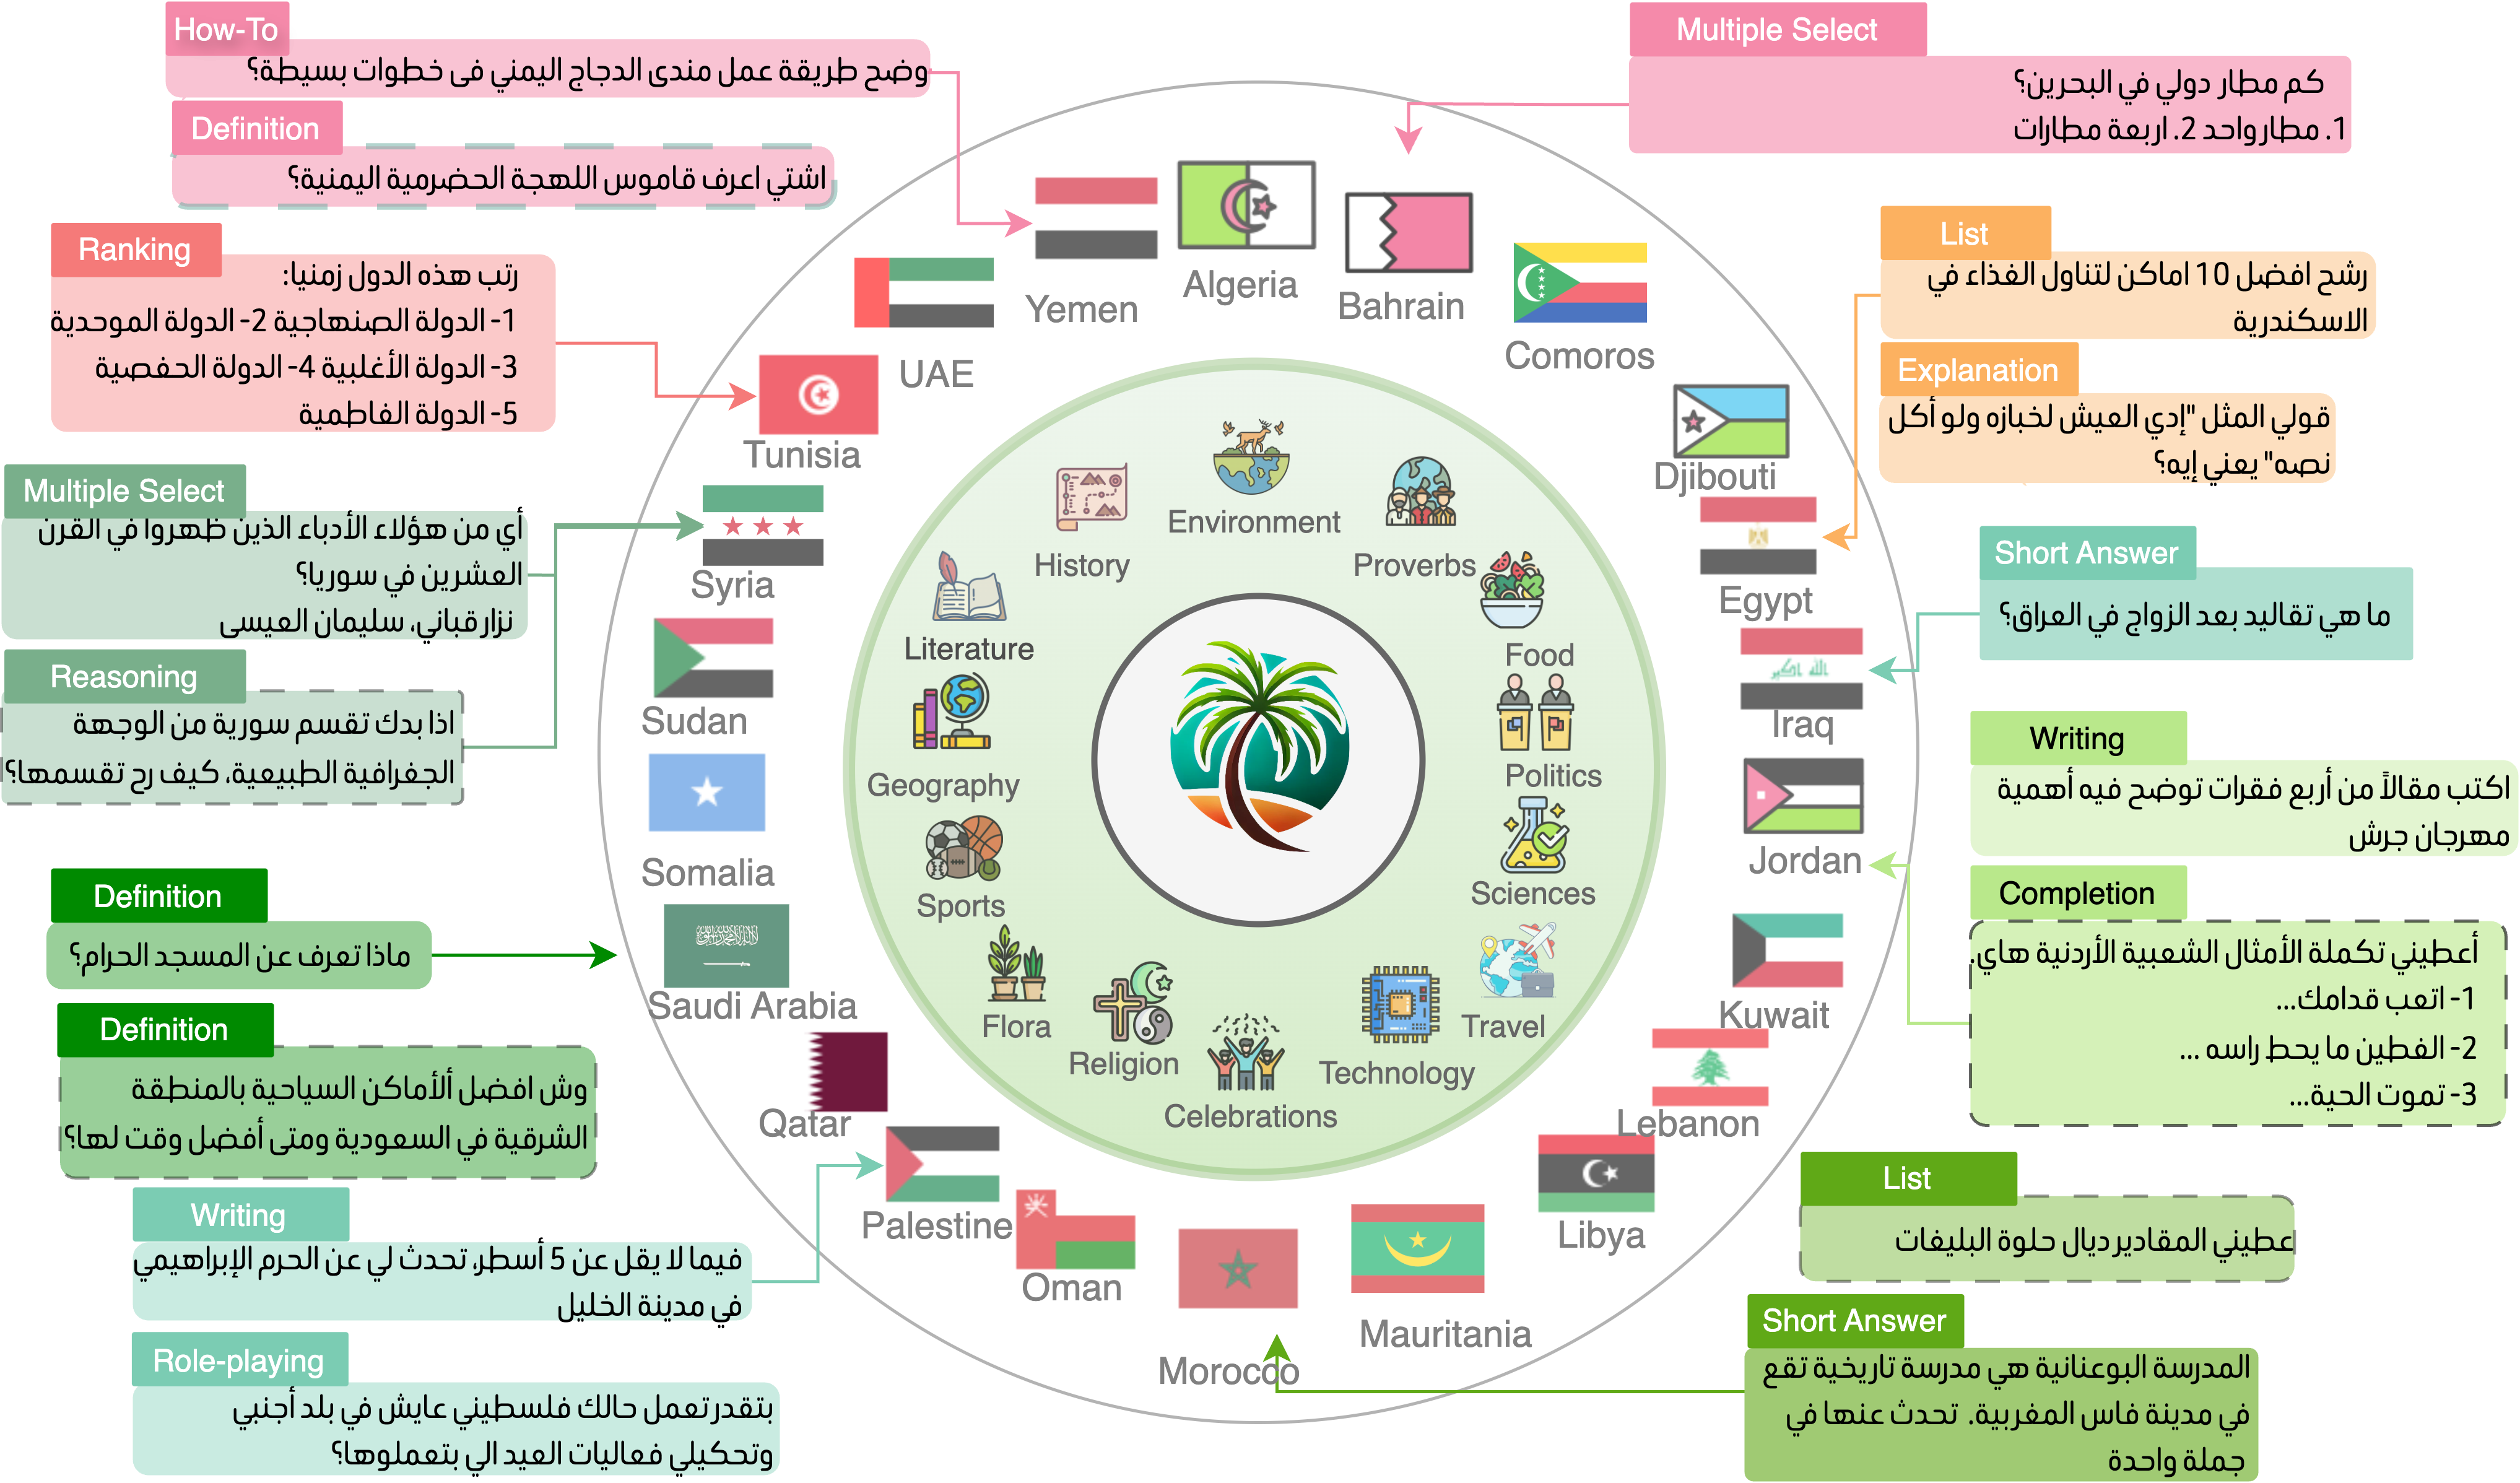 How-To
وضح طريقة عمل مندى الدجاج اليمني فى خطوات بسيطة؟
Definition
اشتي اعرف قاموس اللهجة الحضرمية اليمنية؟
Ranking
رتب هذه الدول زمنيا:
1- الدولة الصنهاجية 2- الدولة الموحدية
3- الدولة الأغلبية 4- الدولة الحفصية
5- الدولة الفاطمية
Multiple Select
أي من هؤلاء الأدباء الذين ظهروا في القرن
العشرين في سوريا؟
نزار قباني، سليمان العيسى
Reasoning
اذا بدك تقسم سورية من الوجهة
الجغرافية الطبيعية، كيف رح تقسمها؟
Definition
ماذا تعرف عن المسجد الحرام؟
Definition
وش افضل ألأماكن السياحية بالمنطقة
الشرقية في السعودية ومتى أفضل وقت لها؟
Writing
فيما لا يقل عن 5 أسطر، تحدث لي عن الحرم الإبراهيمي
في مدينة الخليل
Role-playing
بتقدر تعمل حالك فلسطيني عايش في بلد أجنبي
وتحكيلي فعاليات العيد الي بتعملوها؟
Multiple Select
كم مطار دولي في البحرين؟
1. مطار واحد 2. اربعة مطارات
List
رشح افضل 10 اماكن لتناول الغذاء في
الاسكندرية
Explanation
قولي المثل "إدي العيش لخبازه ولو أكل
نصه" يعني إيه؟
Short Answer
ما هي تقاليد بعد الزواج في العراق؟
Writing
اكتب مقالاً من أربع فقرات توضح فيه أهمية
مهرجان جرش
Completion
أعطيني تكملة الأمثال الشعبية الأردنية هاي.
1- اتعب قدامك...
2- الفطين ما يحط راسه ...
3- تموت الحية...
List
عطيني المقادير ديال حلوة البليغات
Short Answer
المدرسة البوعنانية هي مدرسة تاريخية تقع
في مدينة فاس المغربية. تحدث عنها في
جملة واحدة
Algeria
Bahrain
Comoros
Djibouti
Egypt
Iraq
Jordan
Kuwait
Lebanon
Libya
Mauritania
Morocco
Oman
Palestine
Qatar
Saudi Arabia
Somalia
Sudan
Syria
Tunisia
UAE
Yemen
Environment
Proverbs
Food
Politics
Sciences
Travel
Technology
Celebrations
Religion
Flora
Sports
Geography
Literature
History